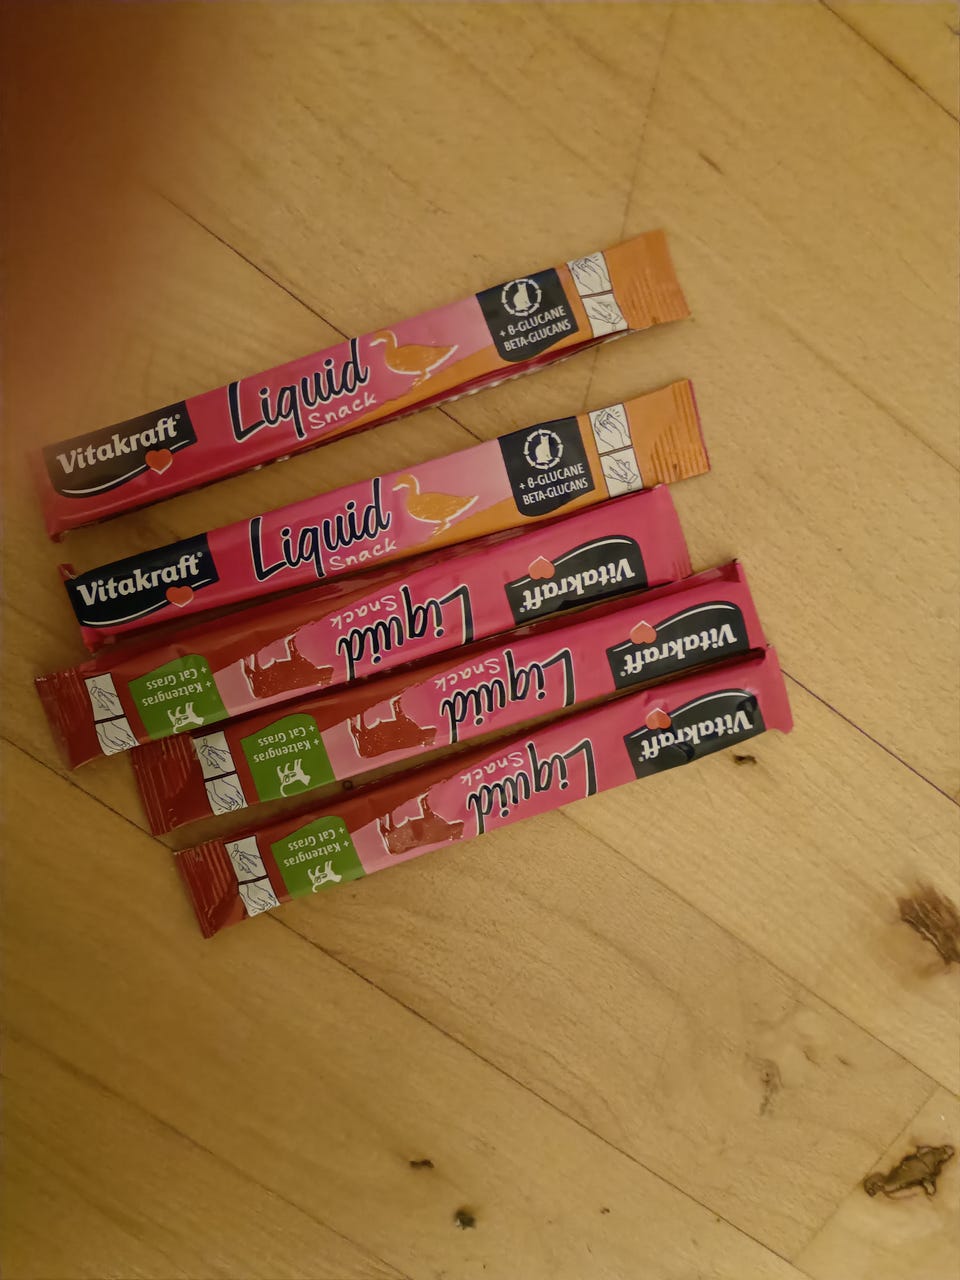 Vitakraft®
Liquid
Snack
+ β-GLUCANE
BETA-GLUCANS
Vitakraft®
Liquid
Snack
+ β-GLUCANE
BETA-GLUCANS
Vitakraft®
Liquid
Snack
+ Katzengras
+ Cat Grass
Vitakraft®
Liquid
Snack
+ Katzengras
+ Cat Grass
Vitakraft®
Liquid
Snack
+ Katzengras
+ Cat Grass